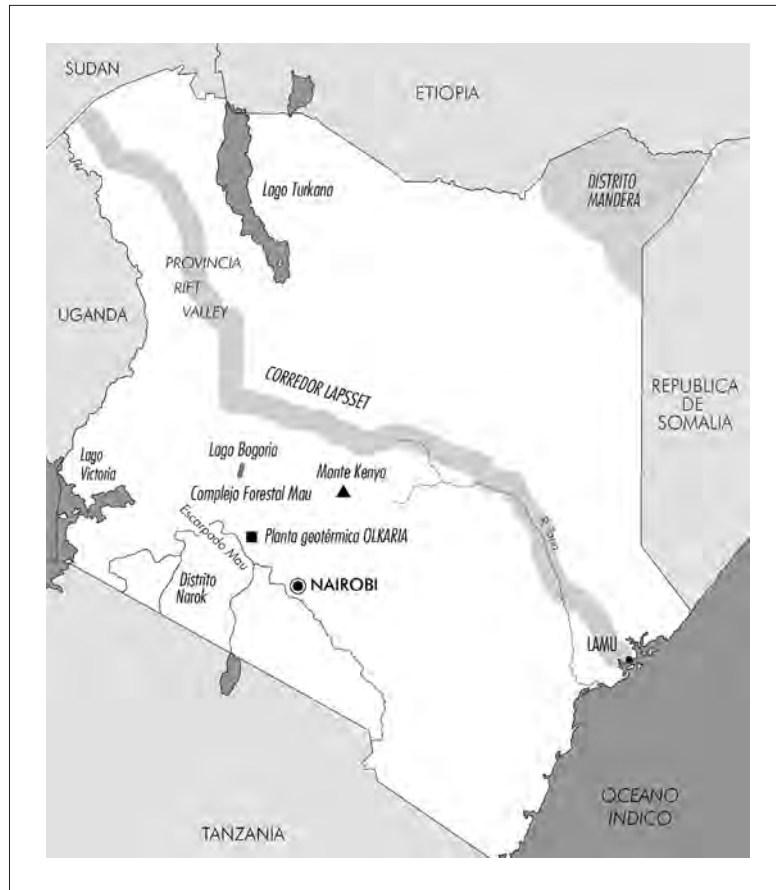 SUDAN
ETIOPIA
Lago Turkana
DISTRITO
MANDERA
PROVINCIA
RIFT
VALLEY
UGANDA
CORREDOR LAPSSET
REPUBLICA
DE
SOMALIA
Lago
Victoria
Lago Bogoria
Monte Kenya
Complejo Forestal Mau
Escarpado Mau
Planta geotérmica OLKARIA
R. Tana
Distrito
Narok
NAIROBI
LAMU
OCEANO
INDICO
TANZANIA